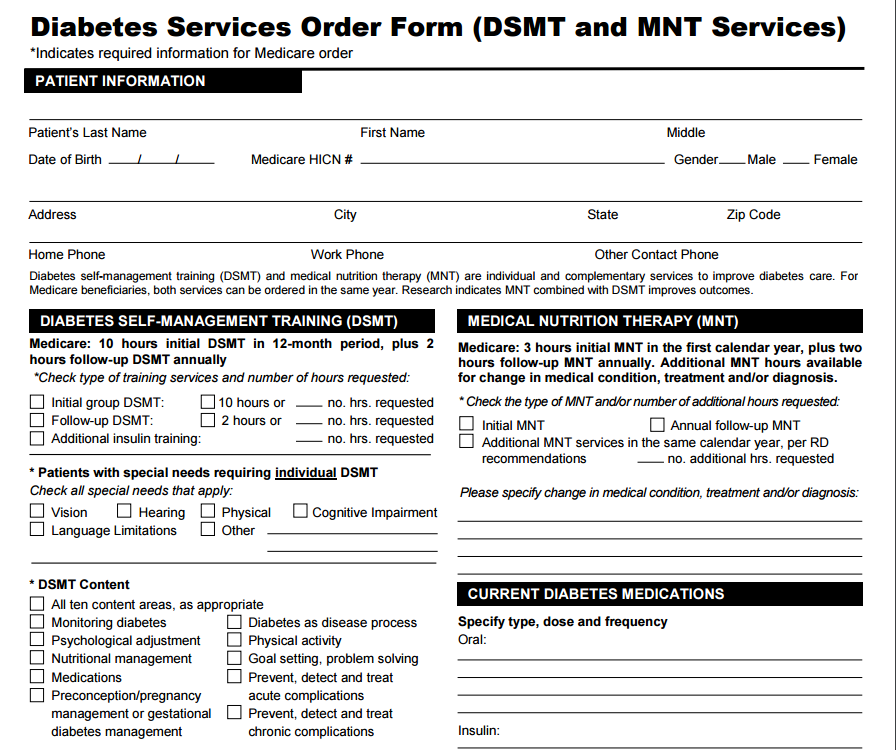 Diabetes Services Order Form (DSMT and MNT Services)
*Indicates required information for Medicare order
PATIENT INFORMATION
Patient's Last Name First Name Middle
Date of Birth ____/____/____ Medicare HICN # ____ Gender____ Male ____ Female
Address City State Zip Code
Home Phone Work Phone Other Contact Phone
Diabetes self-management training (DSMT) and medical nutrition therapy (MNT) are individual and complementary services to improve diabetes care. For
Medicare beneficiaries, both services can be ordered in the same year. Research indicates MNT combined with DSMT improves outcomes.
DIABETES SELF-MANAGEMENT TRAINING (DSMT)
Medicare: 10 hours initial DSMT in 12-month period, plus 2
hours follow-up DSMT annually
*Check type of training services and number of hours requested:
☐ Initial group DSMT: ☐ 10 hours or ____ no. hrs. requested
☐ Follow-up DSMT: ☐ 2 hours or ____ no. hrs. requested
☐ Additional insulin training: ____ no. hrs. requested
* Patients with special needs requiring individual DSMT
Check all special needs that apply:
☐ Vision ☐ Hearing ☐ Physical ☐ Cognitive Impairment
☐ Language Limitations ☐ Other ____
* DSMT Content
☐ All ten content areas, as appropriate
☐ Monitoring diabetes ☐ Diabetes as disease process
☐ Psychological adjustment ☐ Physical activity
☐ Nutritional management ☐ Goal setting, problem solving
☐ Medications ☐ Prevent, detect and treat
☐ Preconception/pregnancy acute complications
management or gestational ☐ Prevent, detect and treat
diabetes management chronic complications
MEDICAL NUTRITION THERAPY (MNT)
Medicare: 3 hours initial MNT in the first calendar year, plus two
hours follow-up MNT annually. Additional MNT hours available
for change in medical condition, treatment and/or diagnosis.
* Check the type of MNT and/or number of additional hours requested:
☐ Initial MNT ☐ Annual follow-up MNT
☐ Additional MNT services in the same calendar year, per RD
recommendations ____ no. additional hrs. requested
Please specify change in medical condition, treatment and/or diagnosis:
CURRENT DIABETES MEDICATIONS
Specify type, dose and frequency
Oral:
Insulin: